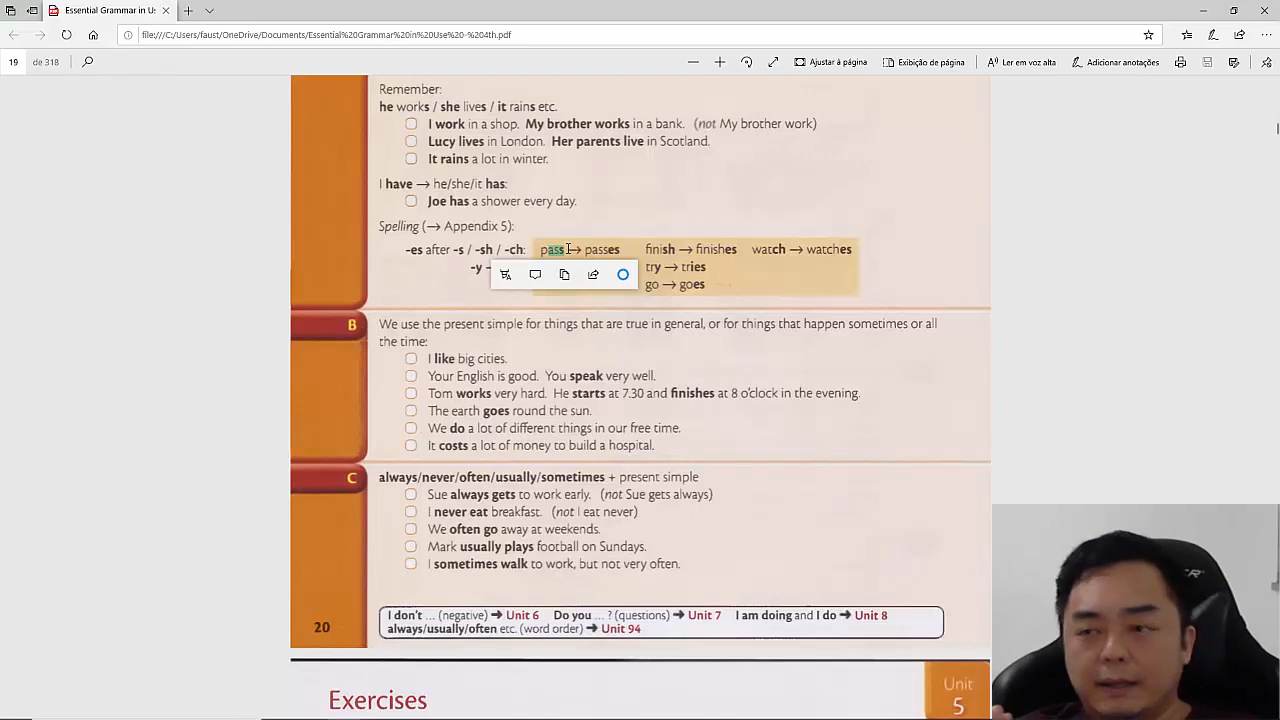 Essential Grammar in Us
file:///C:/Users/faust/OneDrive/Documents/Essential%20Grammar%20in%20Use%20-%204th.pdf
19 de 318 Ajustar à página Exibição de página Ler em voz alta Adicionar anotações
Remember:
he works / she lives / it rains etc.
I work in a shop. My brother works in a bank. (not My brother work)
Lucy lives in London. Her parents live in Scotland.
It rains a lot in winter.
I have → he/she/it has:
Joe has a shower every day.
Spelling (→ Appendix 5):
-es after -s / -sh / -ch: pass → passes finish → finishes watch → watches
-y try → tries
go → goes
B We use the present simple for things that are true in general, or for things that happen sometimes or all
the time:
I like big cities.
Your English is good. You speak very well.
Tom works very hard. He starts at 7.30 and finishes at 8 o'clock in the evening.
The earth goes round the sun.
We do a lot of different things in our free time.
It costs a lot of money to build a hospital.
C always/never/often/usually/sometimes + present simple
Sue always gets to work early. (not Sue gets always)
I never eat breakfast. (not I eat never)
We often go away at weekends.
Mark usually plays football on Sundays.
I sometimes walk to work, but not very often.
I don't ... (negative) → Unit 6 Do you ... ? (questions) → Unit 7 I am doing and I do → Unit 8
always/usually/often etc. (word order) → Unit 94
20
Exercises
Unit
5